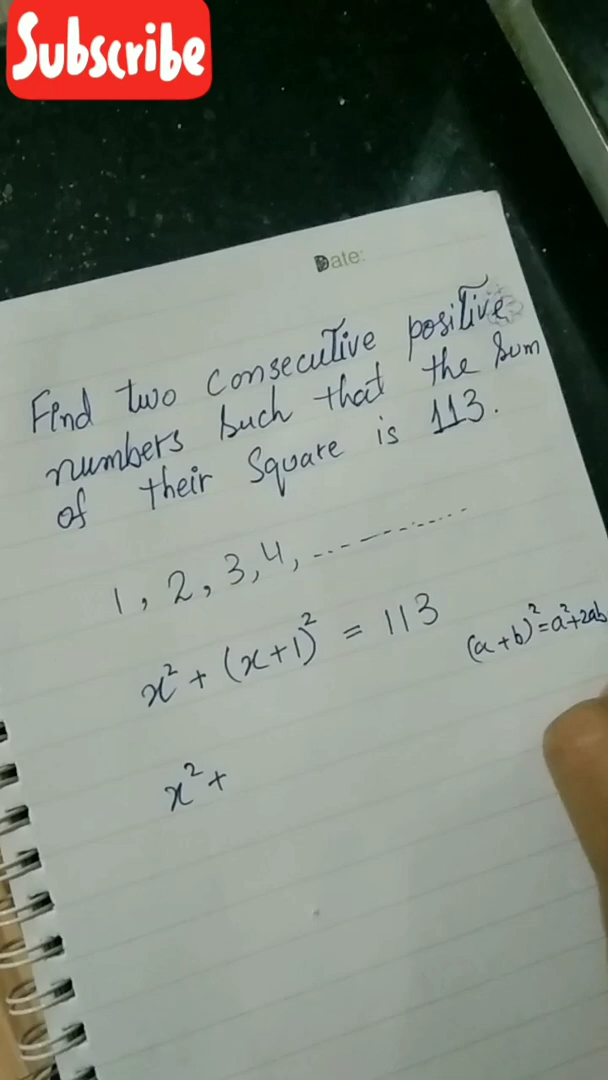 Subscribe
Date:
Find two consecutive positive
numbers such that the sum
of their Square is 113.
1, 2, 3, 4, ............
x² + (x+1)² = 113
(a+b)²=a²+2ab
x² +